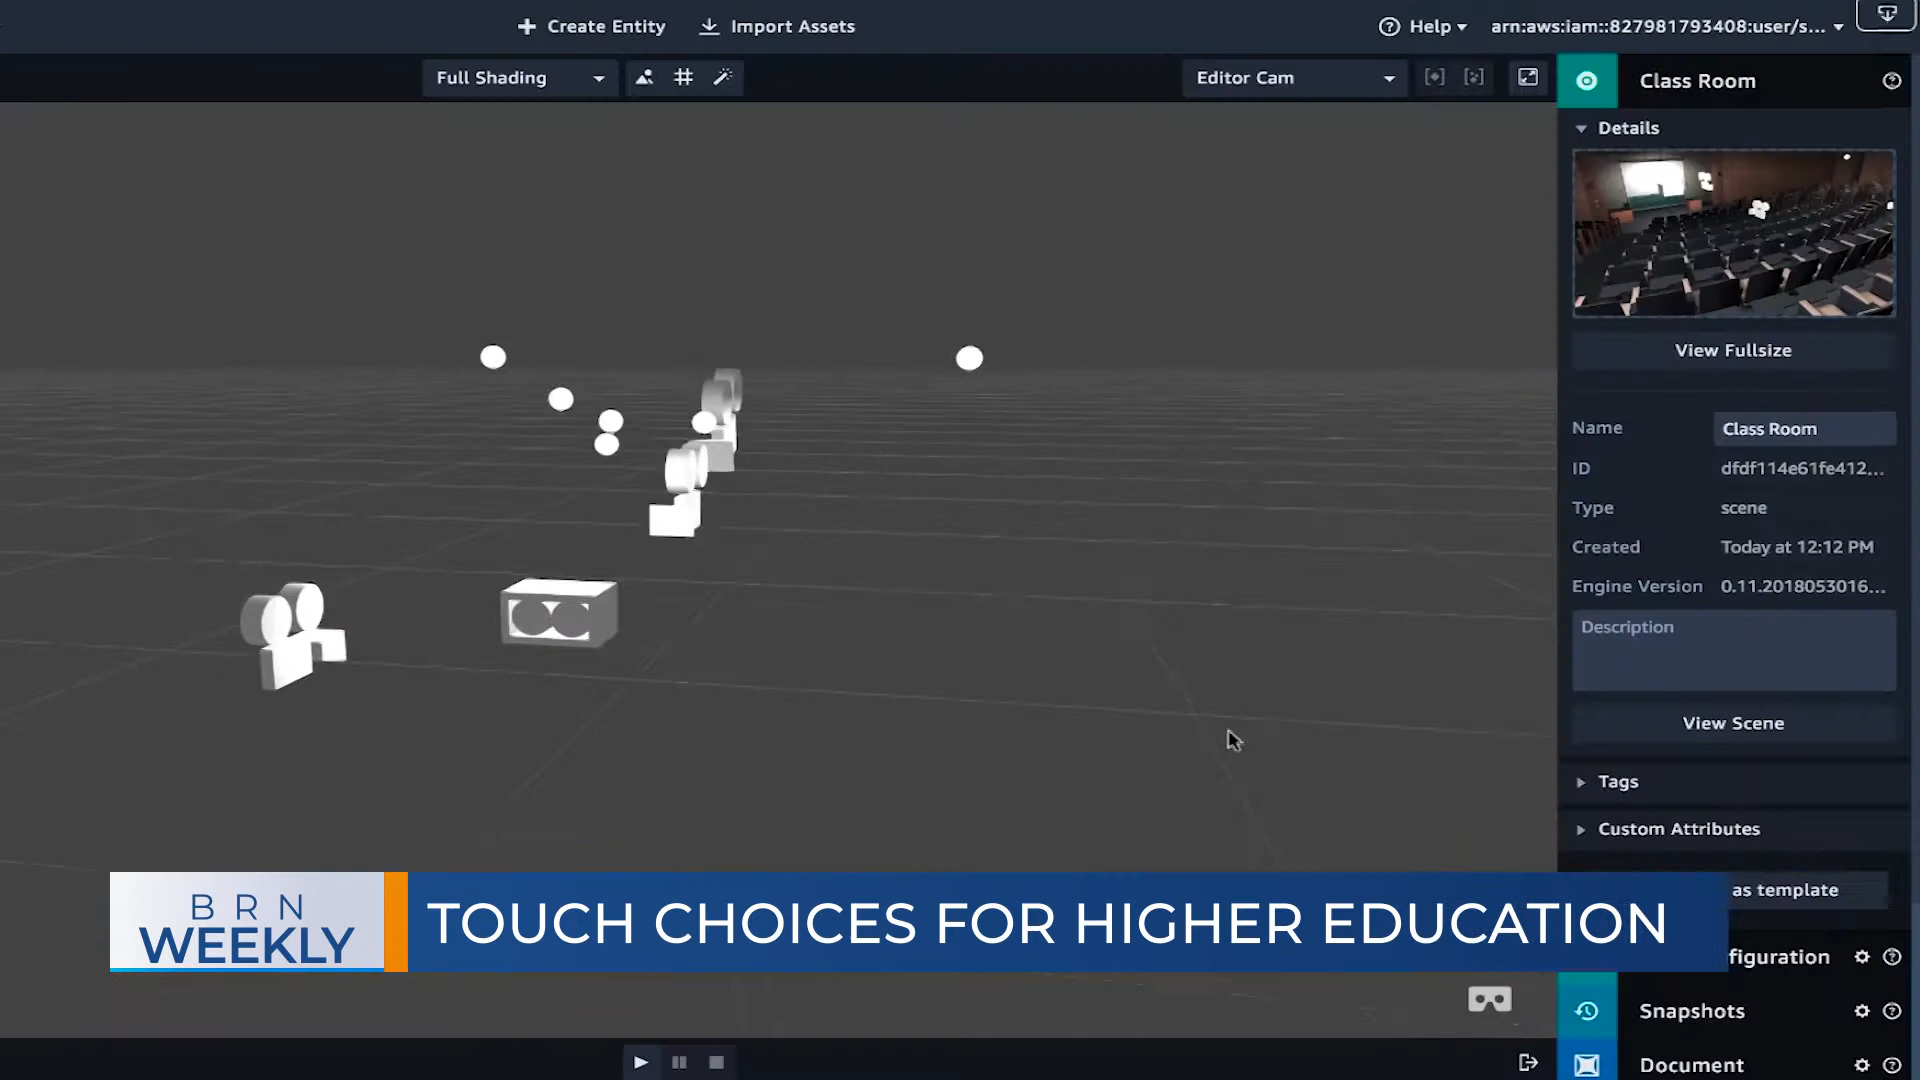 Create Entity
Import Assets
Help
arn:aws:iam::827981793408:user/s...
Full Shading
Editor Cam
Class Room
Details
View Fullsize
Name
Class Room
ID
dfdf114e61fe412...
Type
scene
Created
Today at 12:12 PM
Engine Version
0.11.2018053016...
Description
View Scene
Tags
Custom Attributes
as template
BRN
WEEKLY
TOUCH CHOICES FOR HIGHER EDUCATION
figuration
Snapshots
Document